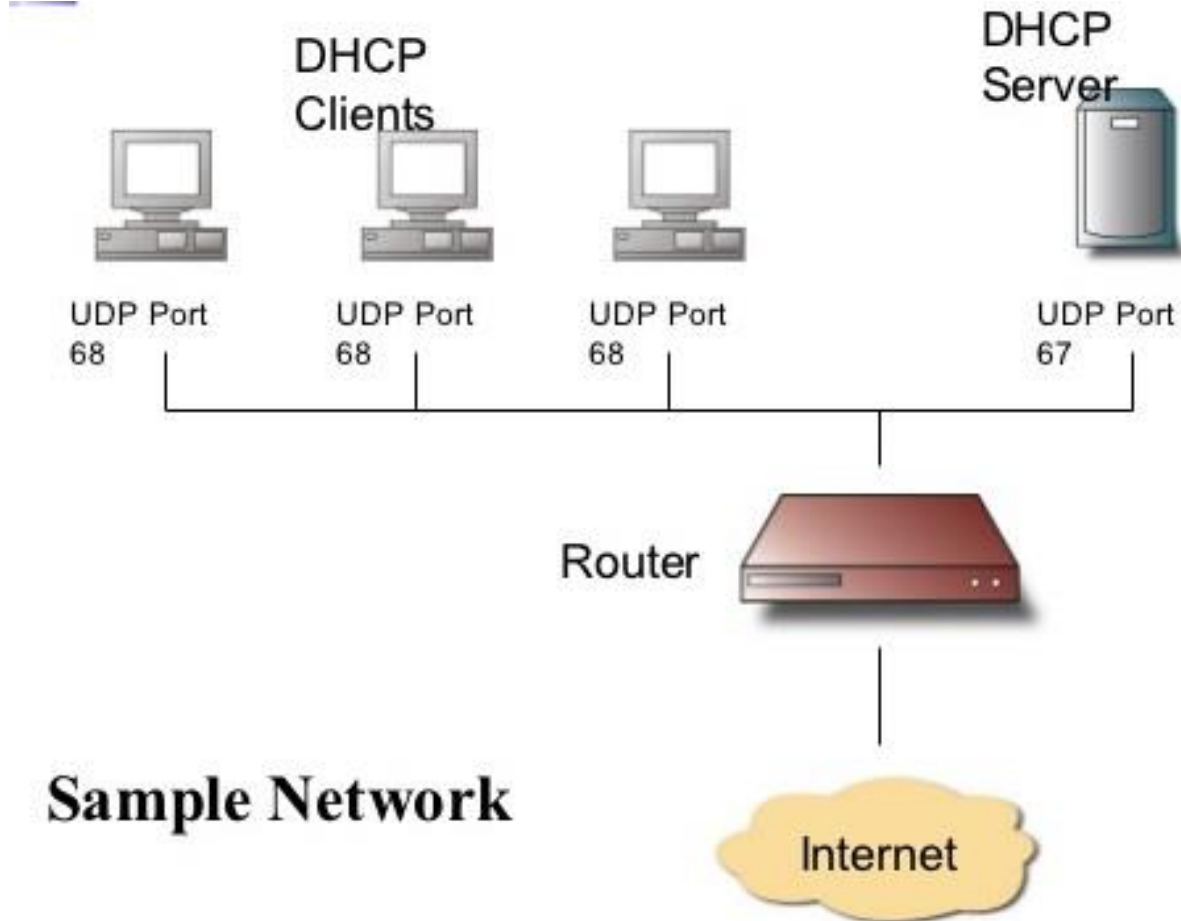 DHCP
Clients
DHCP
Server
UDP Port
68
UDP Port
68
UDP Port
68
UDP Port
67
Router
Sample Network
Internet